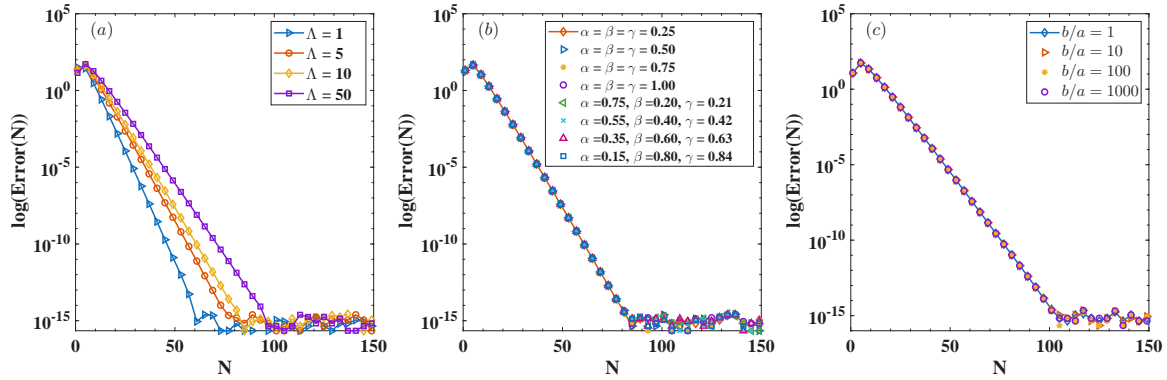 (a)
Λ = 1
Λ = 5
Λ = 10
Λ = 50
log(Error(N))
10^5
10^0
10^-5
10^-10
10^-15
0 50 100 150
N
(b)
α = β = γ = 0.25
α = β = γ = 0.50
α = β = γ = 0.75
α = β = γ = 1.00
α =0.75, β =0.20, γ =0.21
α =0.55, β =0.40, γ =0.42
α =0.35, β =0.60, γ =0.63
α =0.15, β =0.80, γ =0.84
log(Error(N))
10^5
10^0
10^-5
10^-10
10^-15
0 50 100 150
N
(c)
b/a = 1
b/a = 10
b/a = 100
b/a = 1000
log(Error(N))
10^5
10^0
10^-5
10^-10
10^-15
0 50 100 150
N